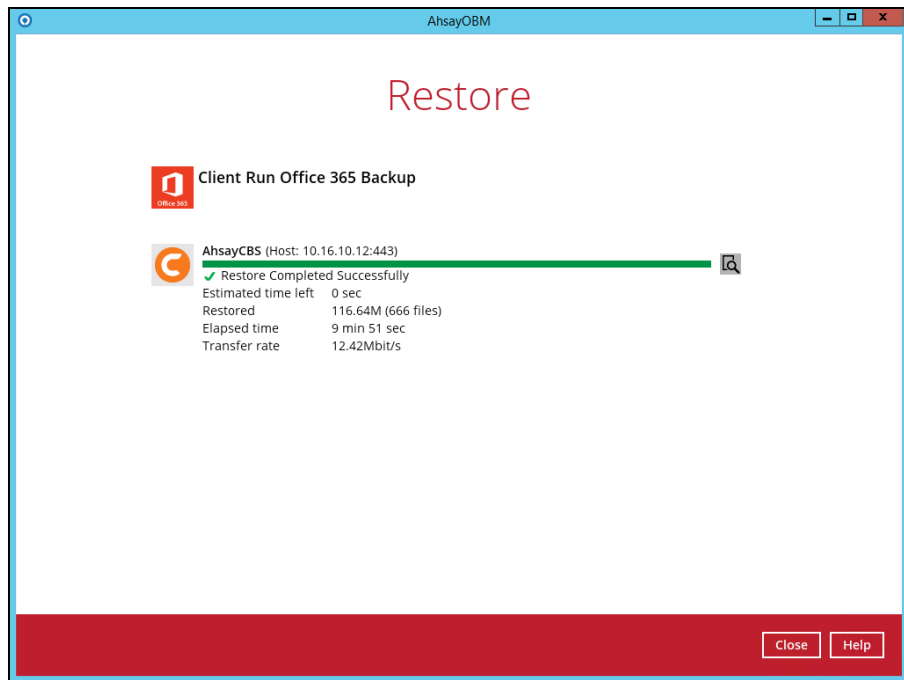 AhsayOBM
Restore
Client Run Office 365 Backup
Office 365
AhsayCBS (Host: 10.16.10.12:443)
Restore Completed Successfully
Estimated time left 0 sec
Restored 116.64M (666 files)
Elapsed time 9 min 51 sec
Transfer rate 12.42Mbit/s
Close Help